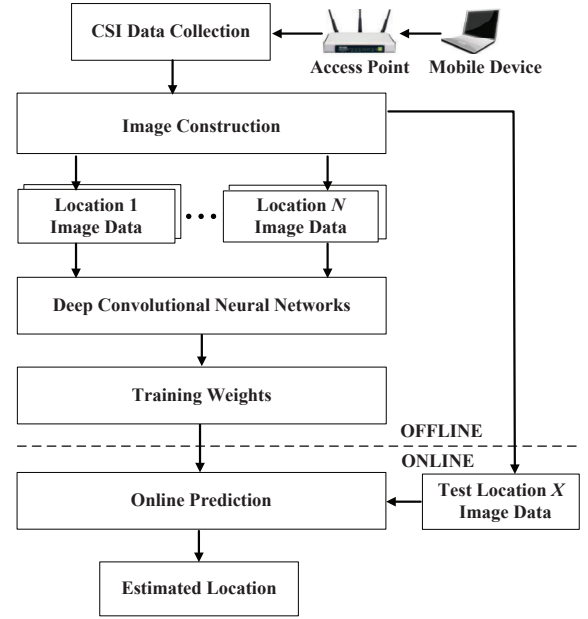 CSI Data Collection
Access Point
Mobile Device
Image Construction
Location 1
Image Data
Location N
Image Data
Deep Convolutional Neural Networks
Training Weights
OFFLINE
ONLINE
Online Prediction
Test Location X
Image Data
Estimated Location